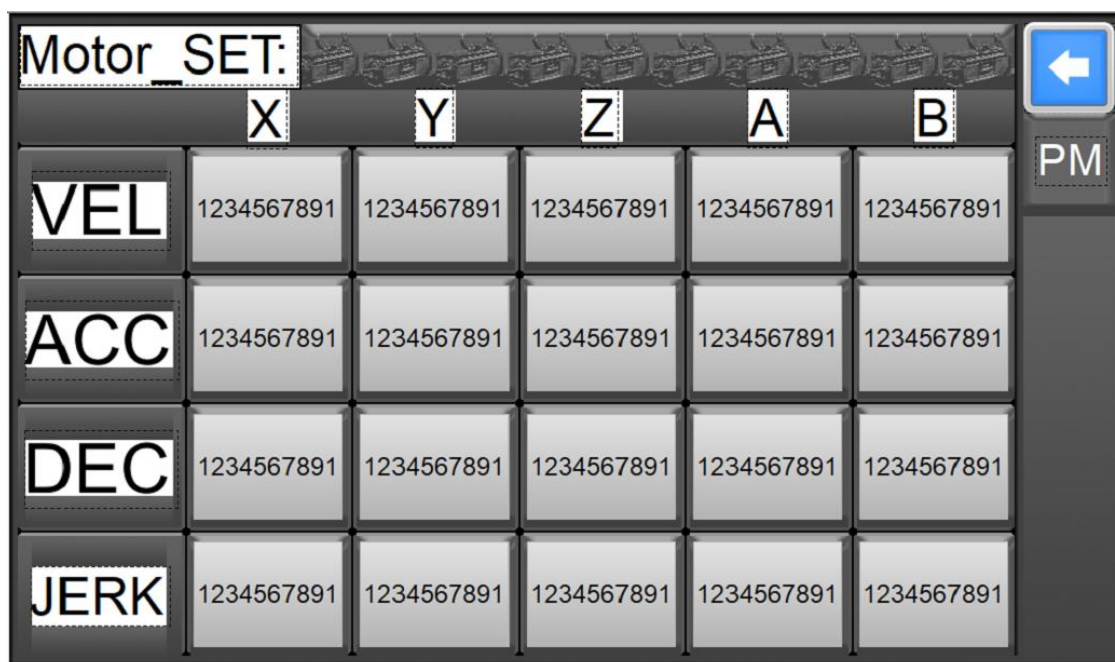 Motor_SET:
X Y Z A B
PM
VEL 1234567891 1234567891 1234567891 1234567891 1234567891
ACC 1234567891 1234567891 1234567891 1234567891 1234567891
DEC 1234567891 1234567891 1234567891 1234567891 1234567891
JERK 1234567891 1234567891 1234567891 1234567891 1234567891